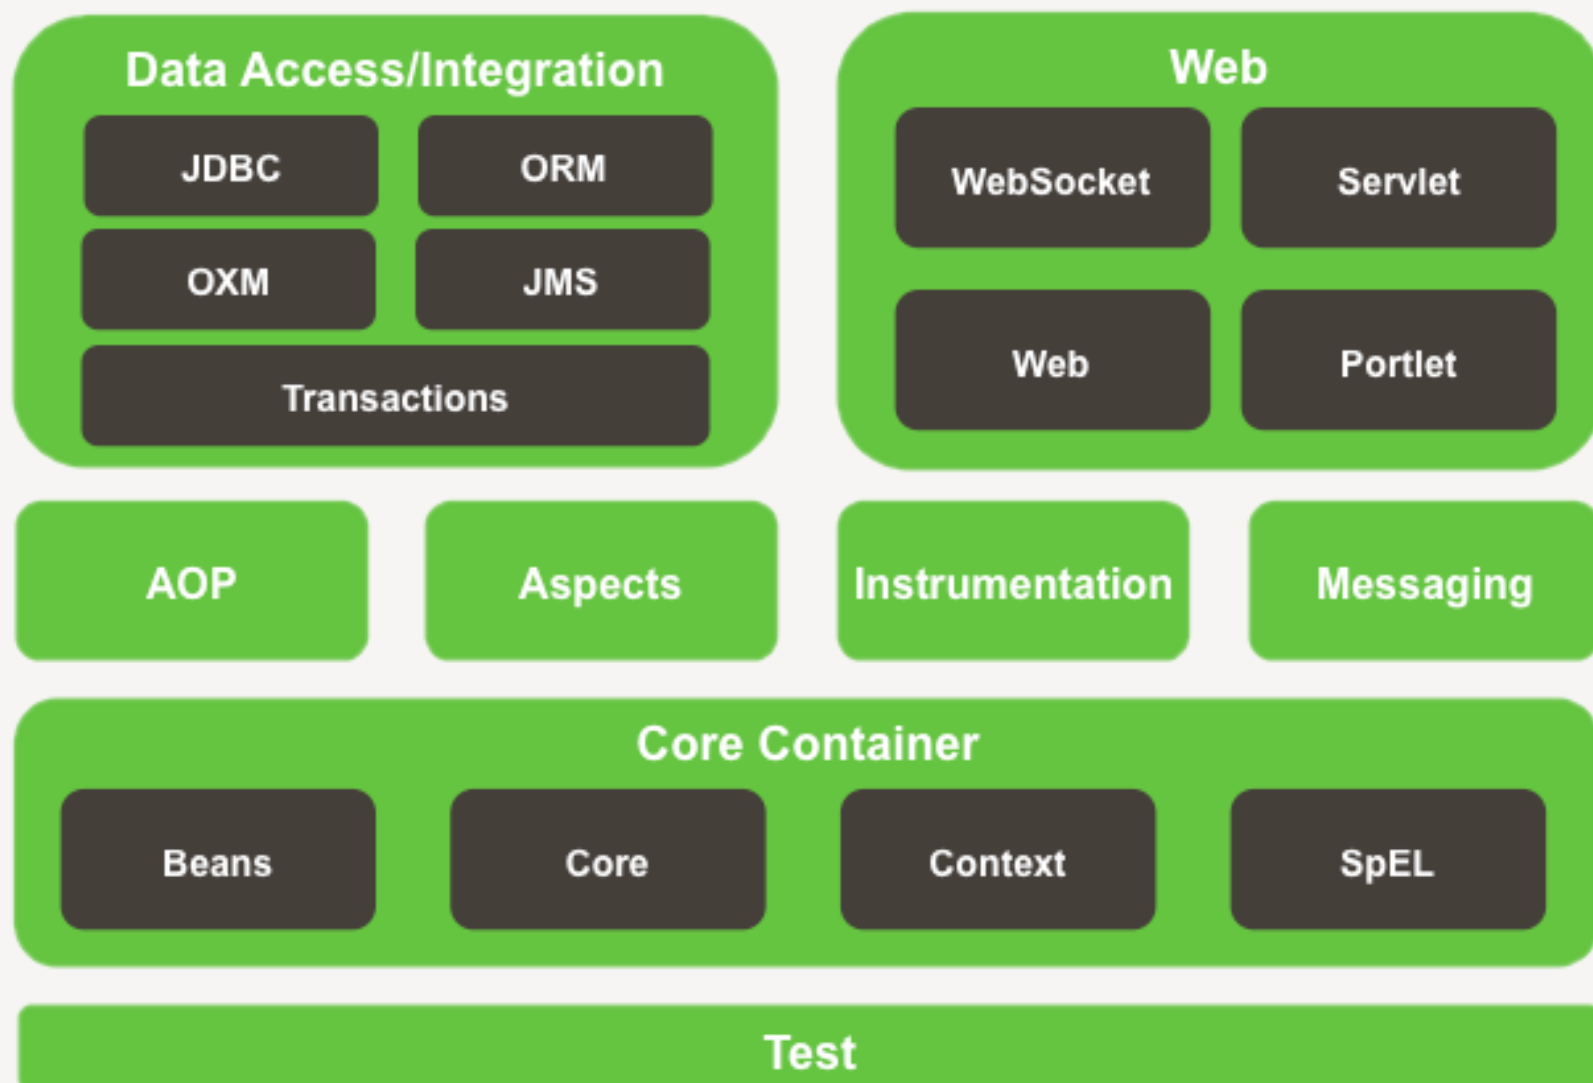 Data Access/Integration
JDBC
ORM
OXM
JMS
Transactions
Web
WebSocket
Servlet
Web
Portlet
AOP
Aspects
Instrumentation
Messaging
Core Container
Beans
Core
Context
SpEL
Test